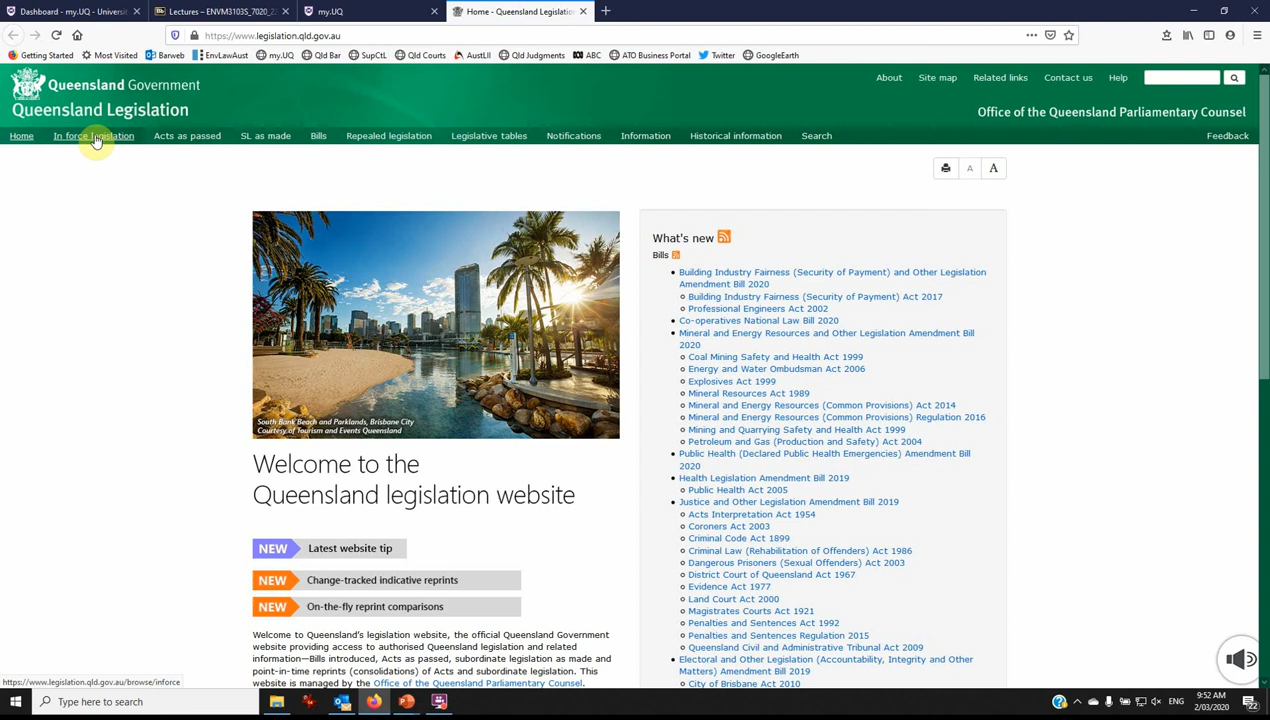 Dashboard - my.UQ - Universi
Lectures – ENVM3103S_7020_2
my.UQ
Home - Queensland Legislatio
https://www.legislation.qld.gov.au
Getting Started Most Visited Barweb EnvLawAust my.UQ Qld Bar SupCtL Qld Courts AustLII Qld Judgments ABC ATO Business Portal Twitter GoogleEarth
Queensland Government
About Site map Related links Contact us Help
Queensland Legislation
Office of the Queensland Parliamentary Counsel
Home In force legislation Acts as passed SL as made Bills Repealed legislation Legislative tables Notifications Information Historical information Search Feedback
A A
South Bank Beach and Parklands, Brisbane City
Courtesy of Tourism and Events Queensland
Welcome to the
Queensland legislation website
NEW Latest website tip
NEW Change-tracked indicative reprints
NEW On-the-fly reprint comparisons
Welcome to Queensland's legislation website, the official Queensland Government
website providing access to authorised Queensland legislation and related
information—Bills introduced, Acts as passed, subordinate legislation as made and
point-in-time reprints (consolidations) of Acts and subordinate legislation. This
website is managed by the Office of the Queensland Parliamentary Counsel.
What's new
Bills
Building Industry Fairness (Security of Payment) and Other Legislation
Amendment Bill 2020
Building Industry Fairness (Security of Payment) Act 2017
Professional Engineers Act 2002
Co-operatives National Law Bill 2020
Mineral and Energy Resources and Other Legislation Amendment Bill
2020
Coal Mining Safety and Health Act 1999
Energy and Water Ombudsman Act 2006
Explosives Act 1999
Mineral Resources Act 1989
Mineral and Energy Resources (Common Provisions) Act 2014
Mineral and Energy Resources (Common Provisions) Regulation 2016
Mining and Quarrying Safety and Health Act 1999
Petroleum and Gas (Production and Safety) Act 2004
Public Health (Declared Public Health Emergencies) Amendment Bill
2020
Health Legislation Amendment Bill 2019
Public Health Act 2005
Justice and Other Legislation Amendment Bill 2019
Acts Interpretation Act 1954
Coroners Act 2003
Criminal Code Act 1899
Criminal Law (Rehabilitation of Offenders) Act 1986
Dangerous Prisoners (Sexual Offenders) Act 2003
District Court of Queensland Act 1967
Evidence Act 1977
Land Court Act 2000
Magistrates Courts Act 1921
Penalties and Sentences Act 1992
Penalties and Sentences Regulation 2015
Queensland Civil and Administrative Tribunal Act 2009
Electoral and Other Legislation (Accountability, Integrity and Other
Matters) Amendment Bill 2019
City of Brisbane Act 2010
https://www.legislation.qld.gov.au/browse/inforce
Type here to search
ENG
9:52 AM
2/03/2020
22